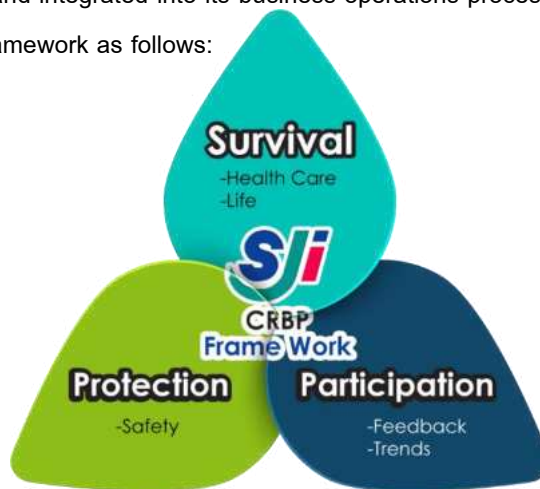 and integrated into its business operations process
amework as follows:
Survival
-Health Care
-Life
SJi
CRBP
Frame Work
Protection
-Safety
Participation
-Feedback
-Trends